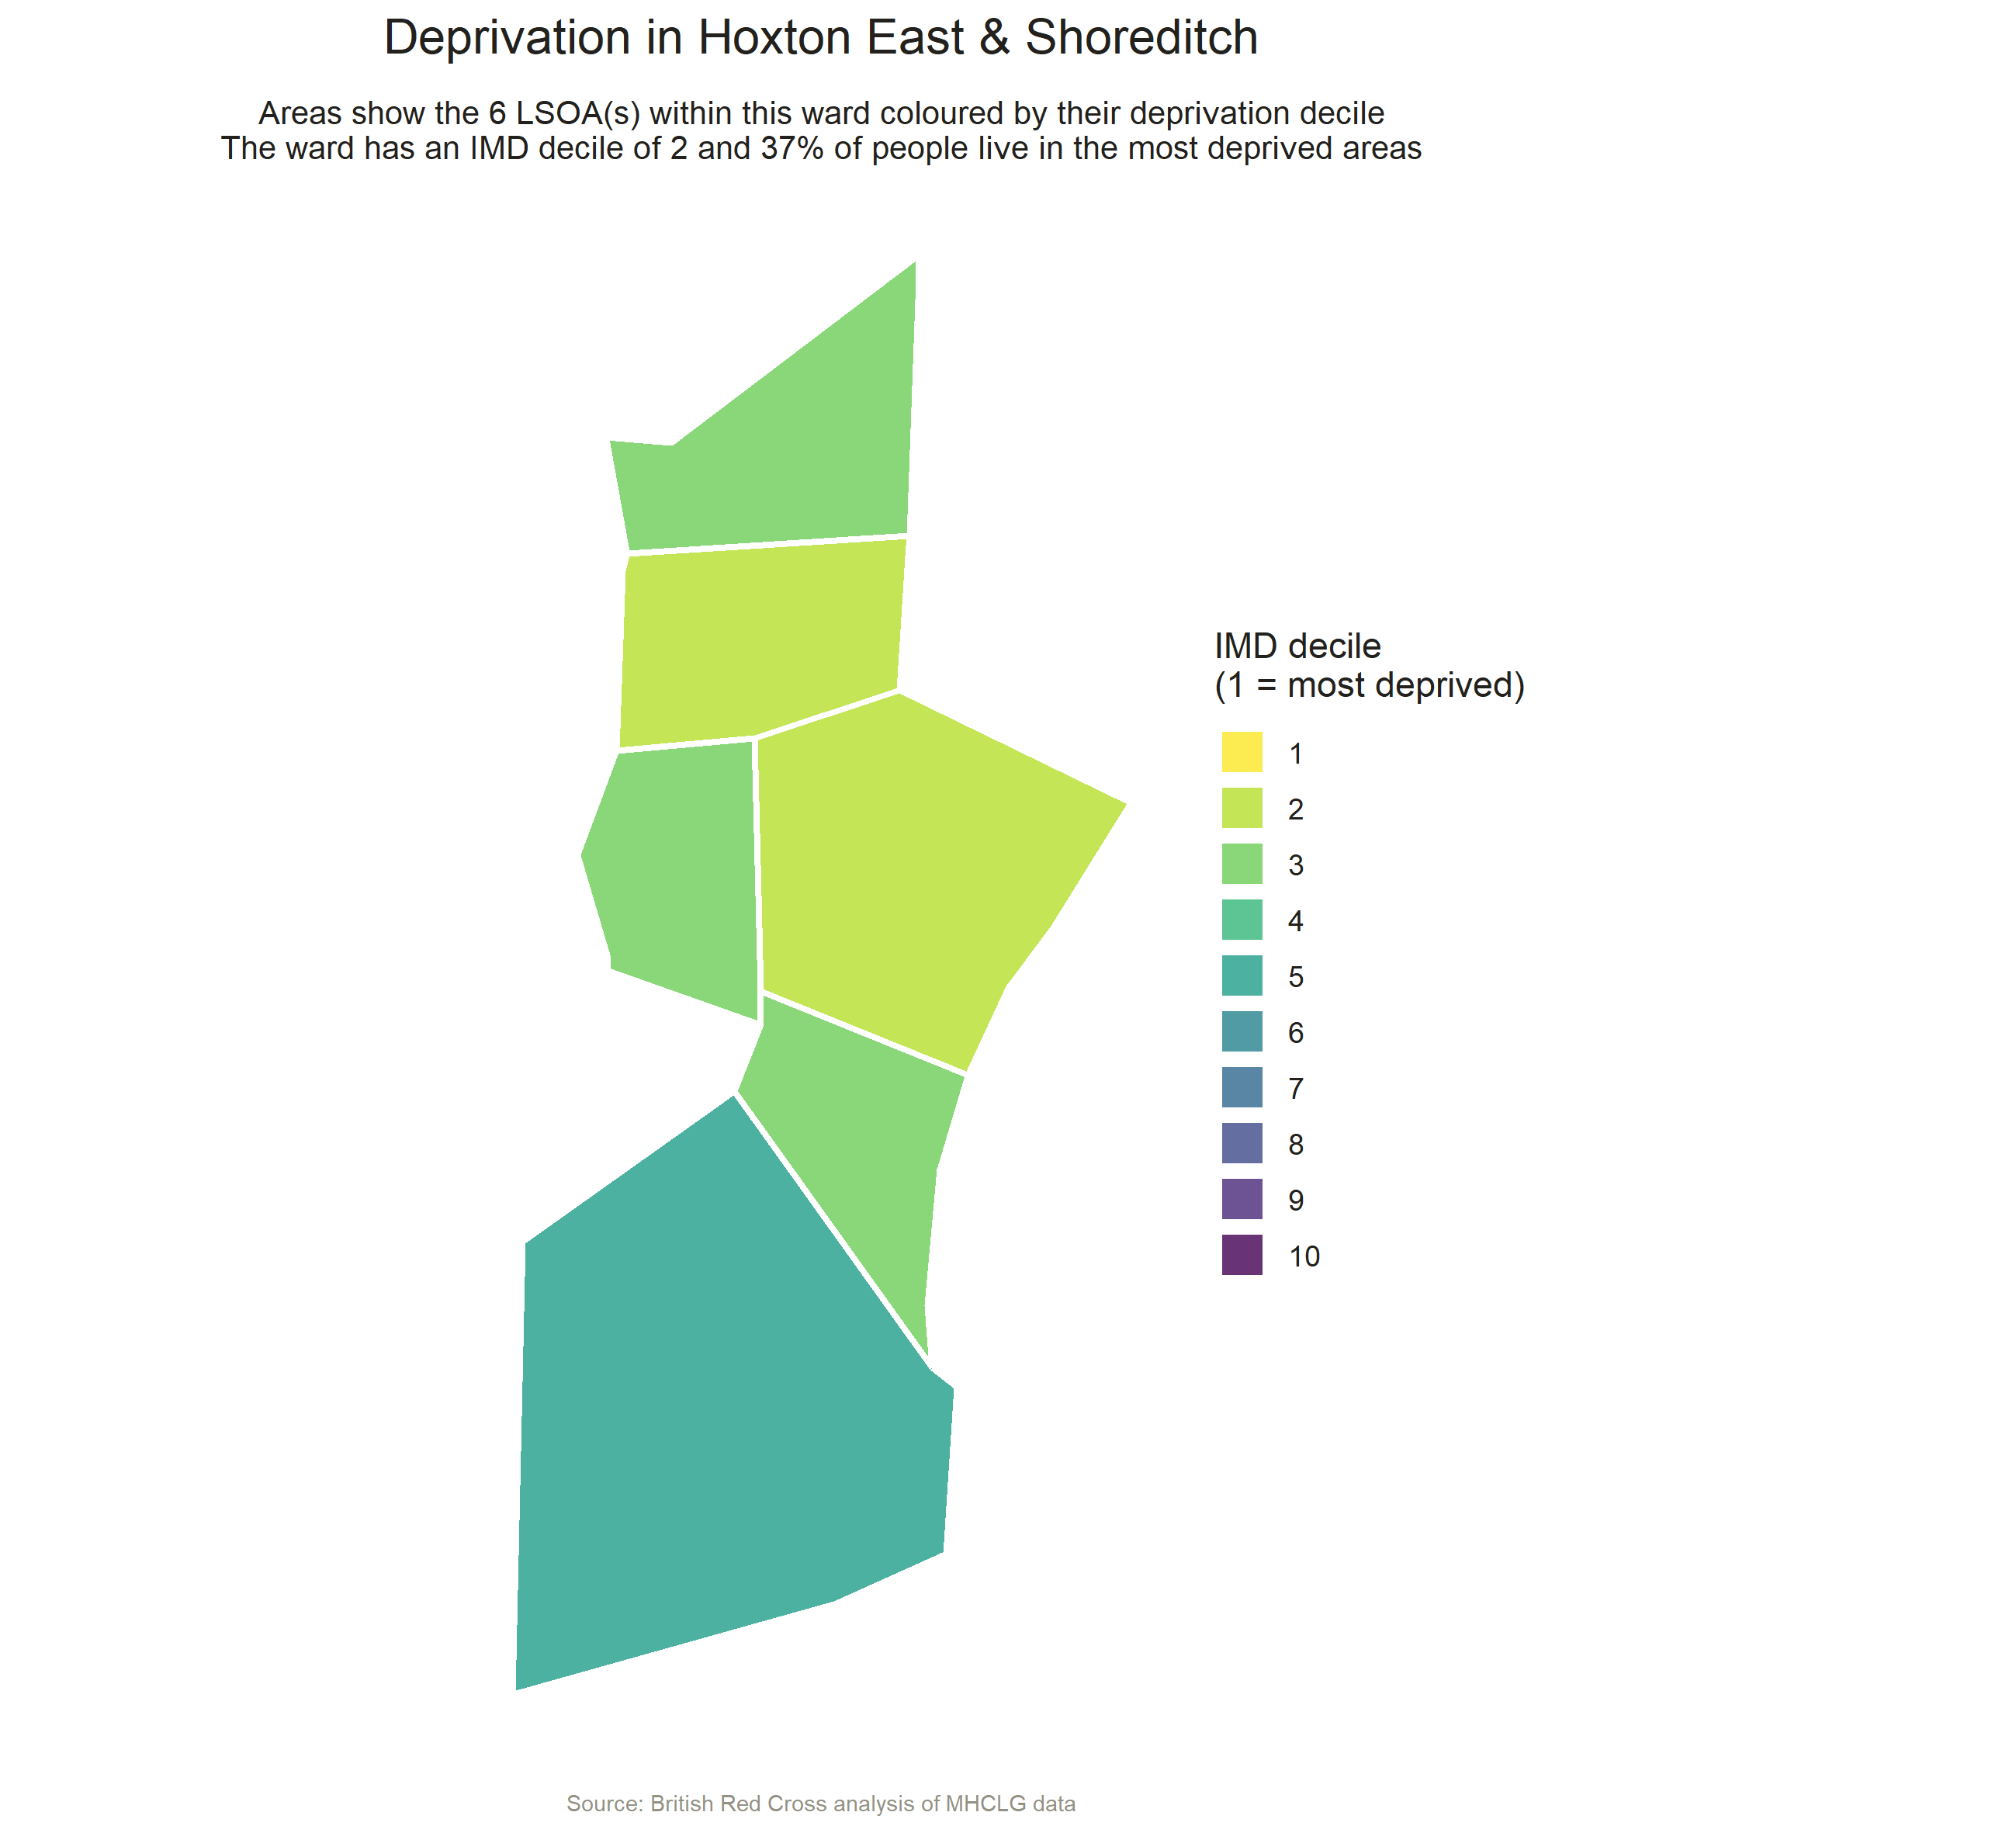 Deprivation in Hoxton East & Shoreditch
Areas show the 6 LSOA(s) within this ward coloured by their deprivation decile
The ward has an IMD decile of 2 and 37% of people live in the most deprived areas
IMD decile
(1 = most deprived)
1
2
3
4
5
6
7
8
9
10
Source: British Red Cross analysis of MHCLG data